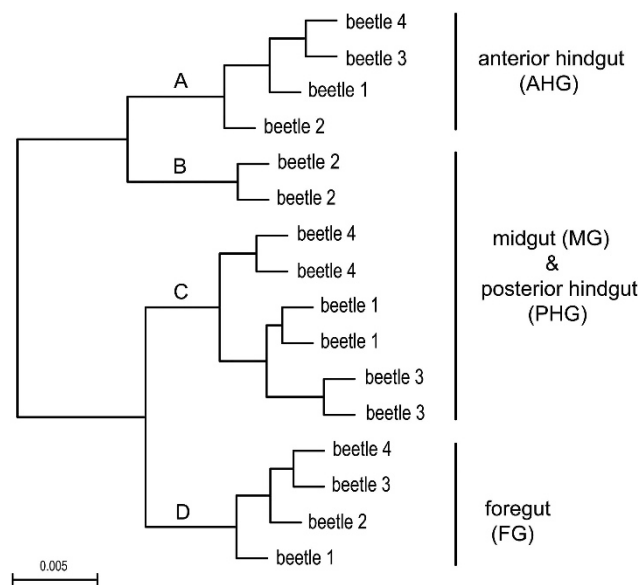 beetle 4
beetle 3
A
beetle 1
beetle 2
anterior hindgut
(AHG)
beetle 2
B
beetle 2
beetle 4
beetle 4
C
beetle 1
beetle 1
beetle 3
beetle 3
midgut (MG)
&
posterior hindgut
(PHG)
beetle 4
beetle 3
D
beetle 2
beetle 1
foregut
(FG)
0.005